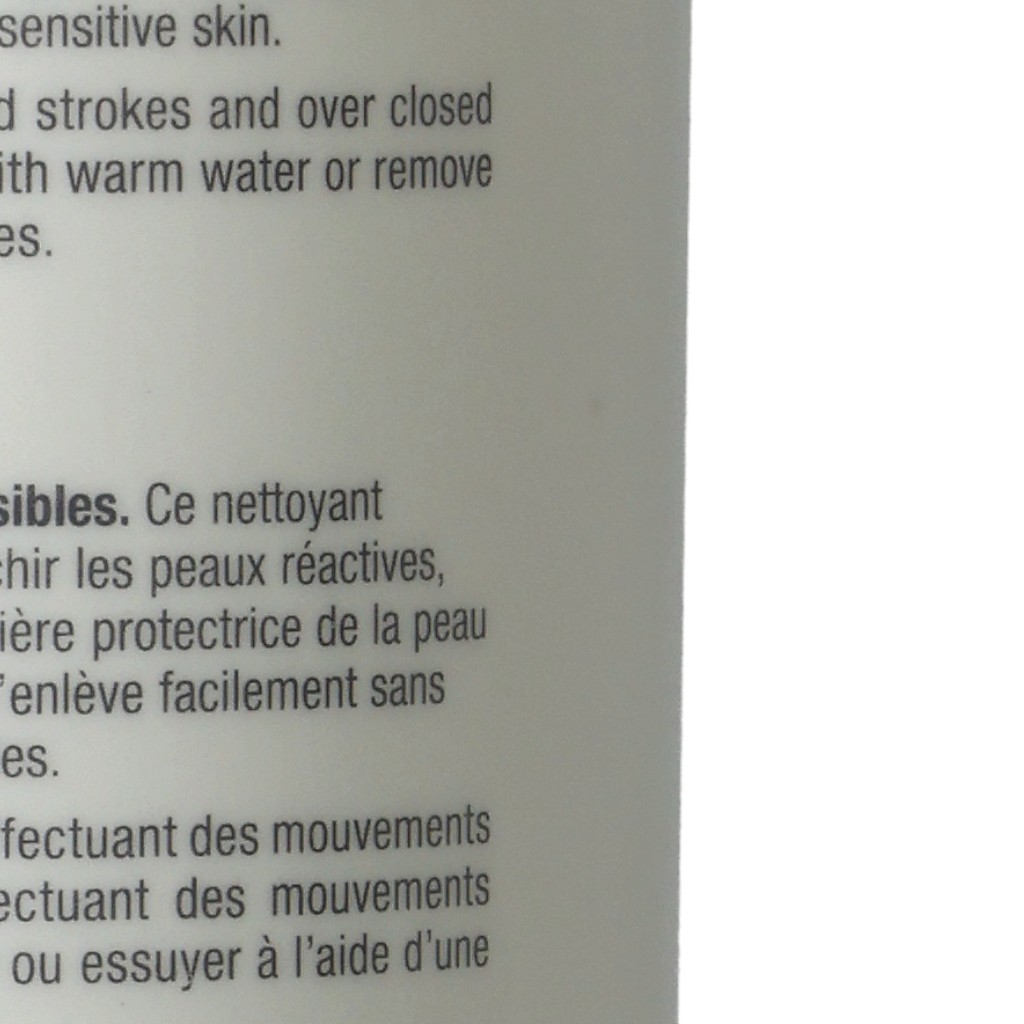 sensitive skin.
d strokes and over closed
ith warm water or remove
es.
sibles. Ce nettoyant
chir les peaux réactives,
ière protectrice de la peau
'enlève facilement sans
es.
fectuant des mouvements
ectuant des mouvements
ou essuyer à l'aide d'une